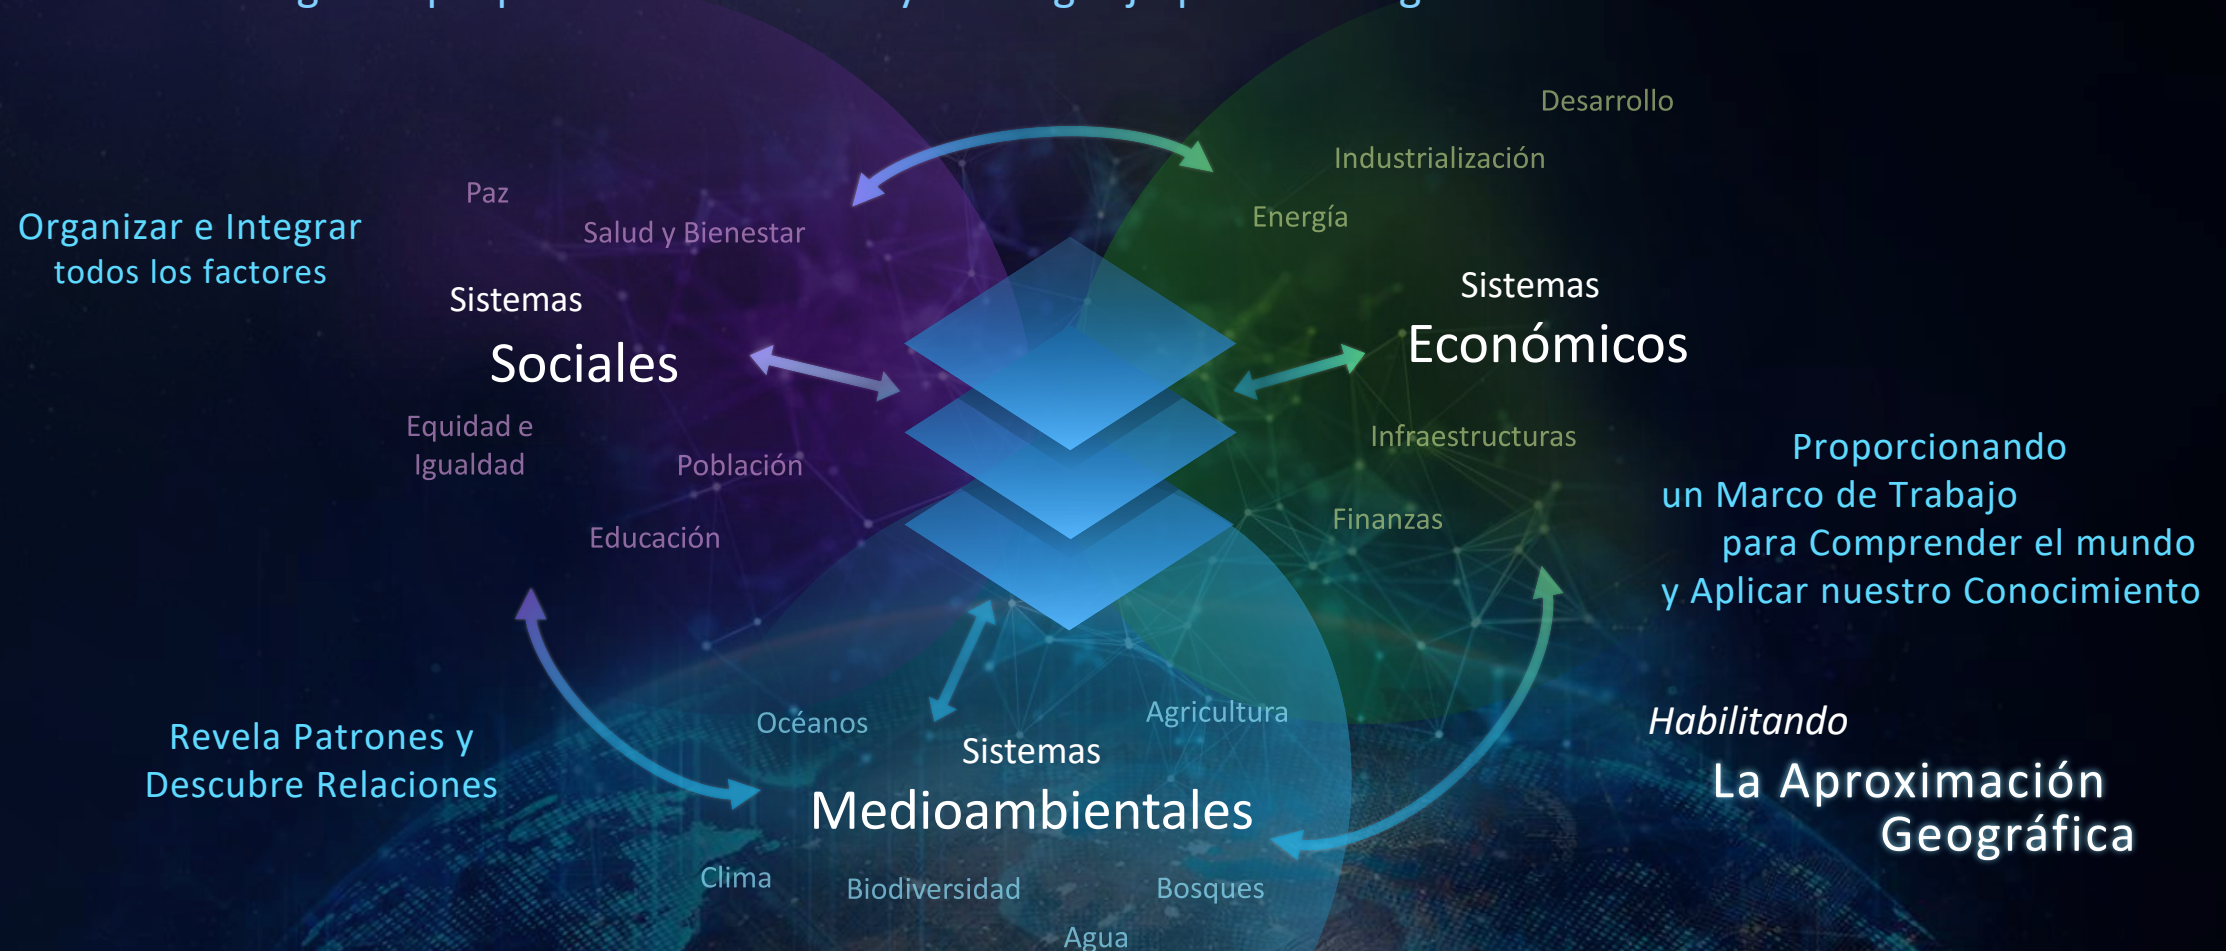 Organizar e Integrar
todos los factores
Paz
Salud y Bienestar
Sistemas
Sociales
Equidad e
Igualdad
Población
Educación
Desarrollo
Industrialización
Energía
Sistemas
Económicos
Infraestructuras
Finanzas
Proporcionando
un Marco de Trabajo
para Comprender el mundo
y Aplicar nuestro Conocimiento
Revela Patrones y
Descubre Relaciones
Océanos
Agricultura
Sistemas
Medioambientales
Clima
Biodiversidad
Bosques
Agua
Habilitando
La Aproximación
Geográfica